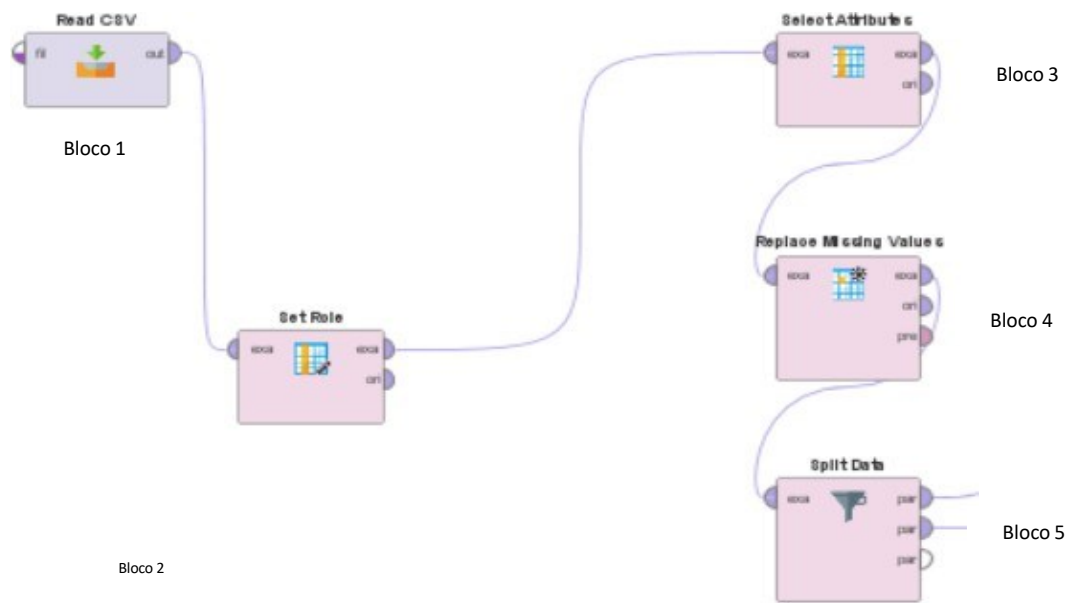 Read CSV
fil
out
Bloco 1
Set Role
exa
exa
ori
Bloco 2
Select Attributes
exa
exa
ori
Bloco 3
Replace Missing Values
exa
exa
ori
pre
Bloco 4
Split Data
exa
par
par
par
Bloco 5